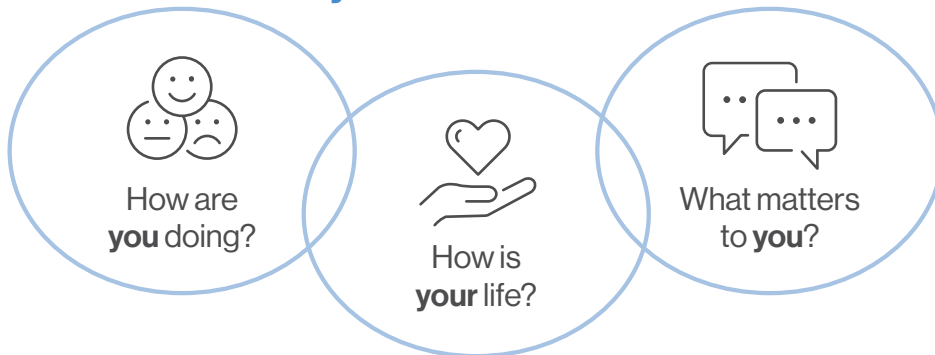 How are
you doing?
How is
your life?
What matters
to you?